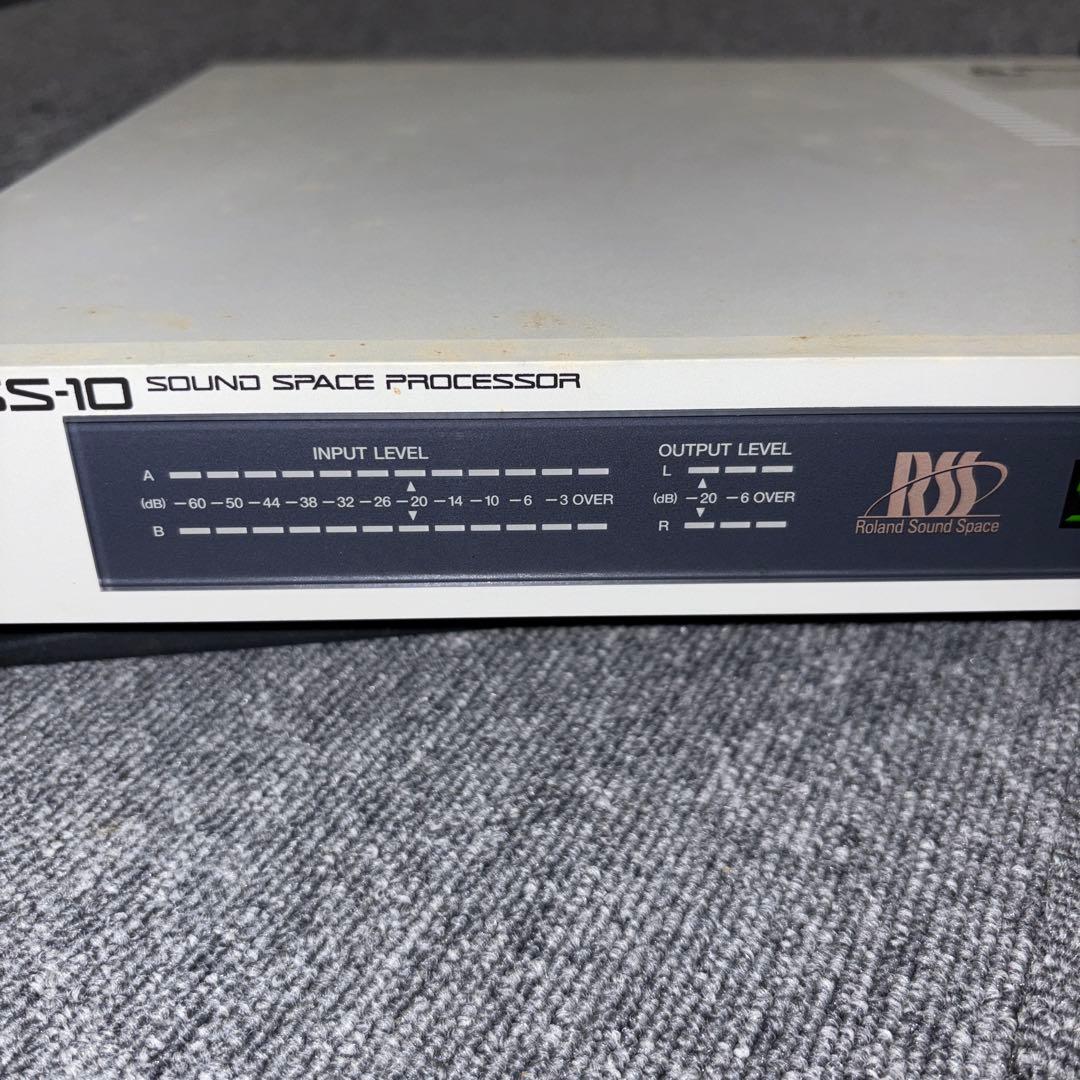 SS-10 SOUND SPACE PROCESSOR
INPUT LEVEL
OUTPUT LEVEL
A
L
(dB) −60 −50 −44 −38 −32 −26 −20 −14 −10 −6 −3 OVER
(dB) −20 −6 OVER
B
R
RSS
Roland Sound Space